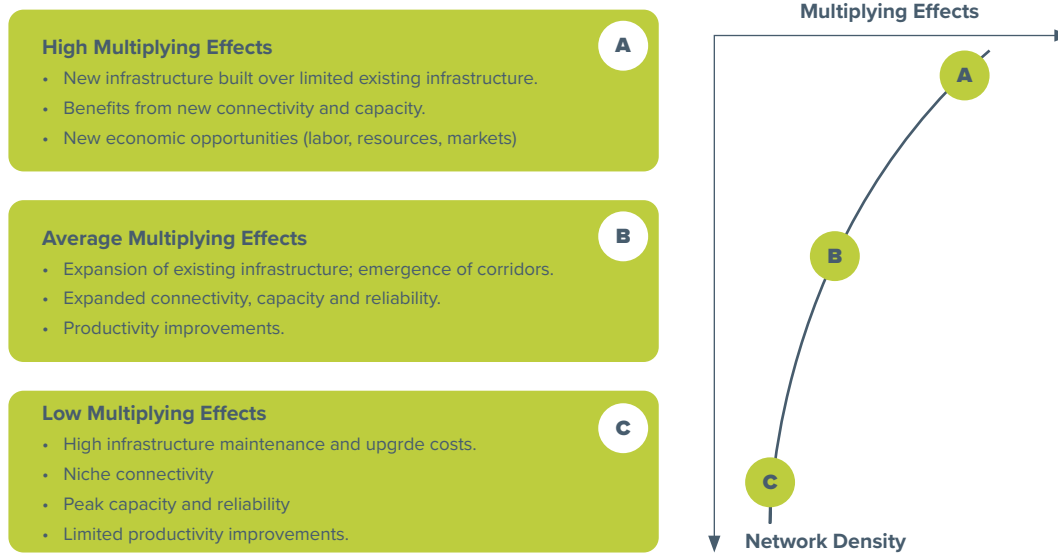 High Multiplying Effects
A
• New infrastructure built over limited existing infrastructure.
• Benefits from new connectivity and capacity.
• New economic opportunities (labor, resources, markets)
Average Multiplying Effects
B
• Expansion of existing infrastructure; emergence of corridors.
• Expanded connectivity, capacity and reliability.
• Productivity improvements.
Low Multiplying Effects
C
• High infrastructure maintenance and upgrde costs.
• Niche connectivity
• Peak capacity and reliability
• Limited productivity improvements.
Multiplying Effects
A
B
C
Network Density